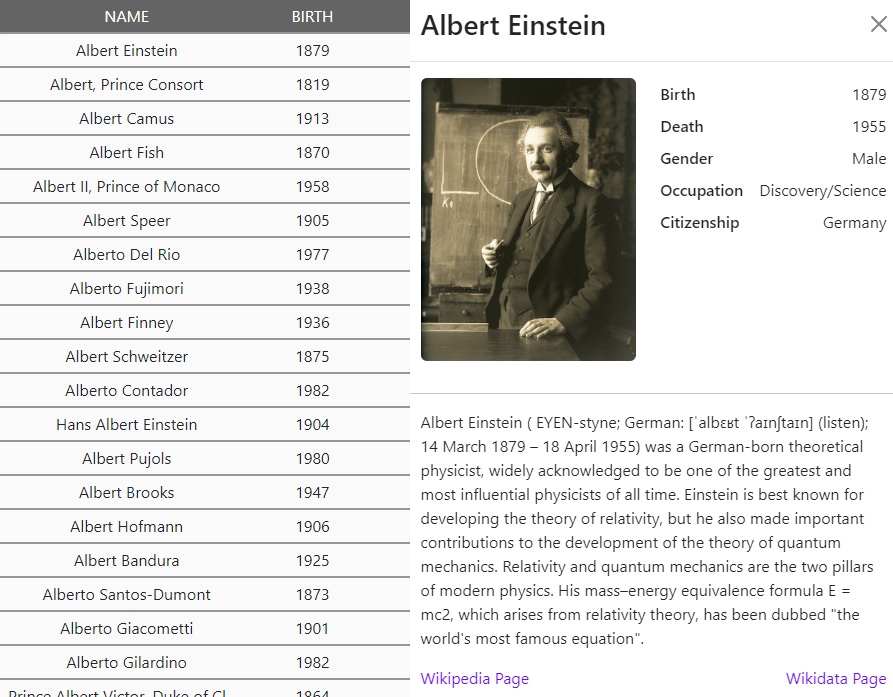 NAME BIRTH
Albert Einstein 1879
Albert, Prince Consort 1819
Albert Camus 1913
Albert Fish 1870
Albert II, Prince of Monaco 1958
Albert Speer 1905
Alberto Del Rio 1977
Alberto Fujimori 1938
Albert Finney 1936
Albert Schweitzer 1875
Alberto Contador 1982
Hans Albert Einstein 1904
Albert Pujols 1980
Albert Brooks 1947
Albert Hofmann 1906
Albert Bandura 1925
Alberto Santos-Dumont 1873
Alberto Giacometti 1901
Alberto Gilardino 1982
Prince Albert Victor, Duke of Cl 1864
Albert Einstein
Birth 1879
Death 1955
Gender Male
Occupation Discovery/Science
Citizenship Germany
Albert Einstein ( EYEN-styne; German: [ˈalbɛʁt ˈʔaɪnʃtaɪn] (listen);
14 March 1879 – 18 April 1955) was a German-born theoretical
physicist, widely acknowledged to be one of the greatest and
most influential physicists of all time. Einstein is best known for
developing the theory of relativity, but he also made important
contributions to the development of the theory of quantum
mechanics. Relativity and quantum mechanics are the two pillars
of modern physics. His mass–energy equivalence formula E =
mc2, which arises from relativity theory, has been dubbed "the
world's most famous equation".
Wikipedia Page Wikidata Page